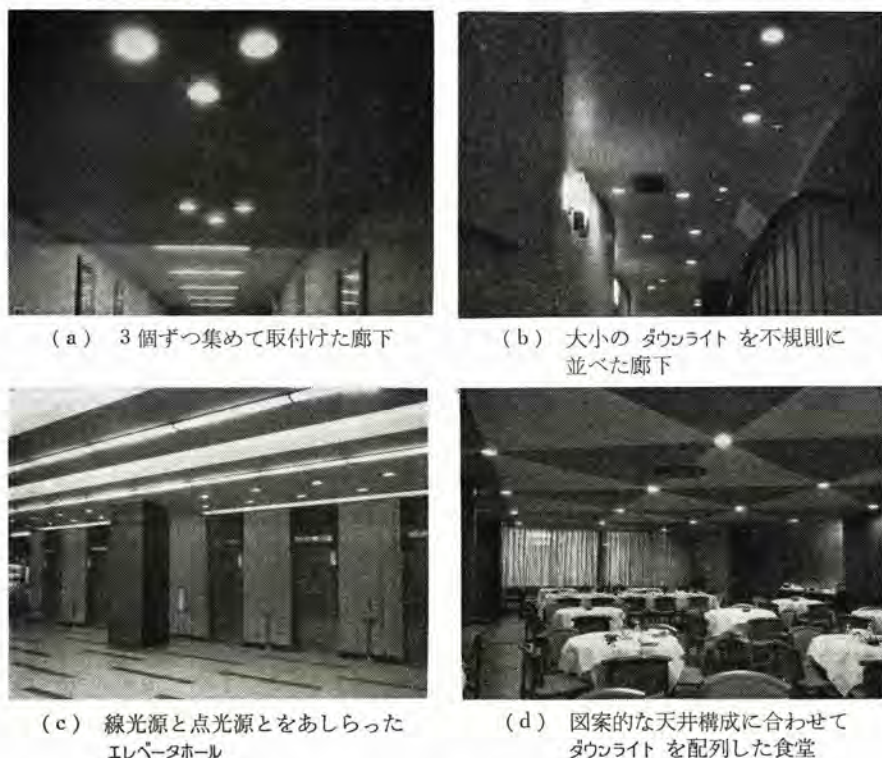 (a) 3個ずつ集めて取付けた廊下
(b) 大小の ダウンライト を不規則に
並べた廊下
(c) 線光源と点光源とをあしらった
エレベータホール
(d) 図案的な天井構成に合わせて
ダウンライト を配列した食堂